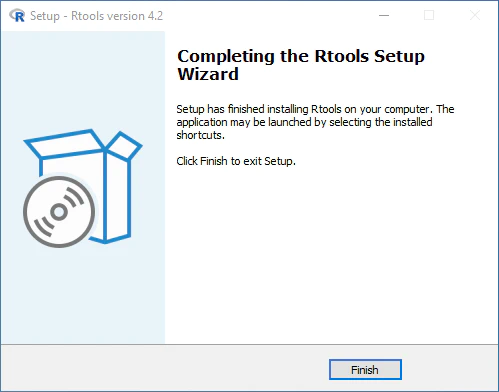 Setup - Rtools version 4.2
Completing the Rtools Setup
Wizard
Setup has finished installing Rtools on your computer. The
application may be launched by selecting the installed
shortcuts.
Click Finish to exit Setup.
Finish